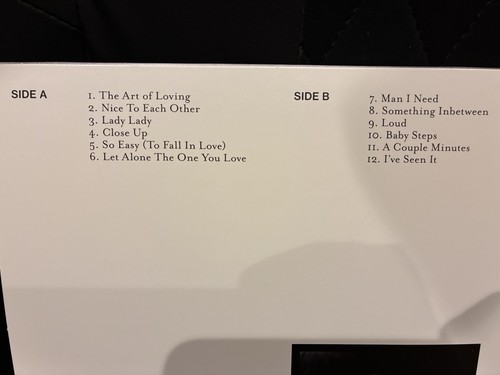 SIDE A
1. The Art of Loving
2. Nice To Each Other
3. Lady Lady
4. Close Up
5. So Easy (To Fall In Love)
6. Let Alone The One You Love
SIDE B
7. Man I Need
8. Something Inbetween
9. Loud
10. Baby Steps
11. A Couple Minutes
12. I've Seen It